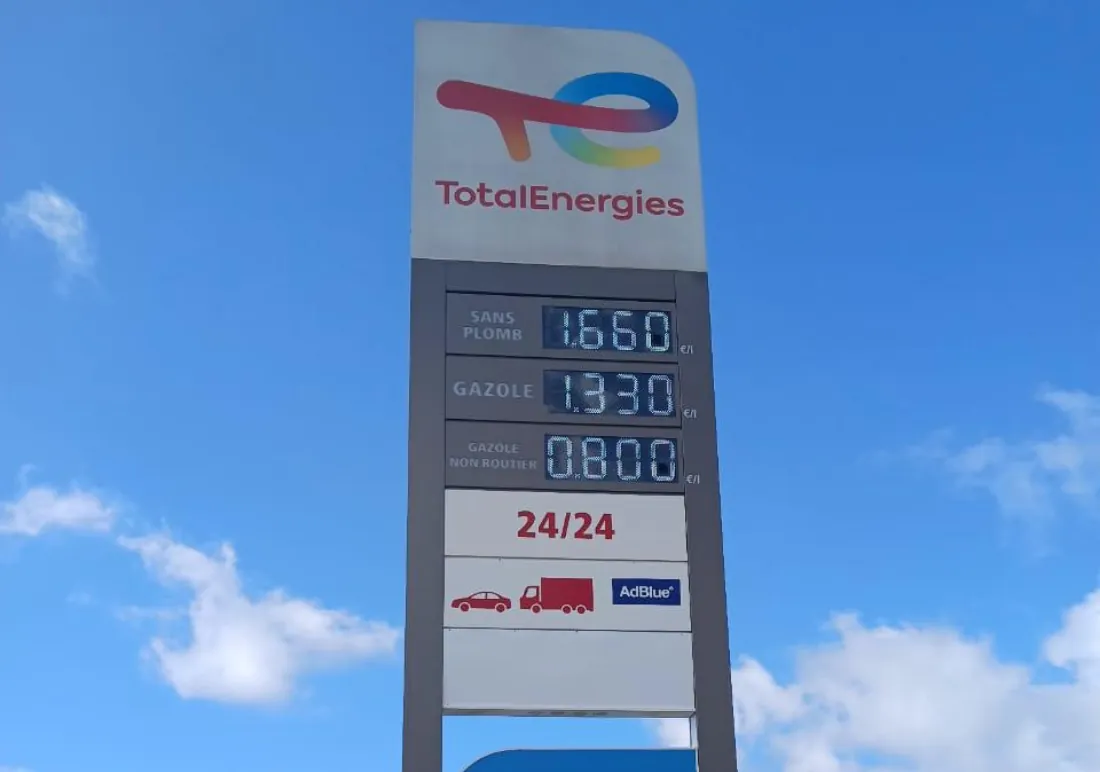 TotalEnergies
SANS
PLOMB
1.660
€/l
GAZOLE
1.330
€/l
GAZOLE
NON ROUTIER
0.800
€/l
24/24
AdBlue®